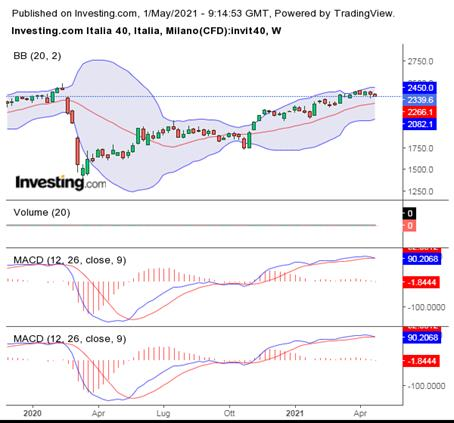 Published on Investing.com, 1/May/2021 - 9:14:53 GMT, Powered by TradingView.
Investing.com Italia 40, Italia, Milano(CFD):invit40, W
BB (20, 2)
2750.0
2450.0
2339.6
2266.1
2082.1
1750.0
1500.0
1250.0
Investing.com
Volume (20)
0
0
MACD (12, 26, close, 9)
90.2068
-1.8444
-100.0000
MACD (12, 26, close, 9)
90.2068
-1.8444
-100.0000
2020 Apr Lug Ott 2021 Apr